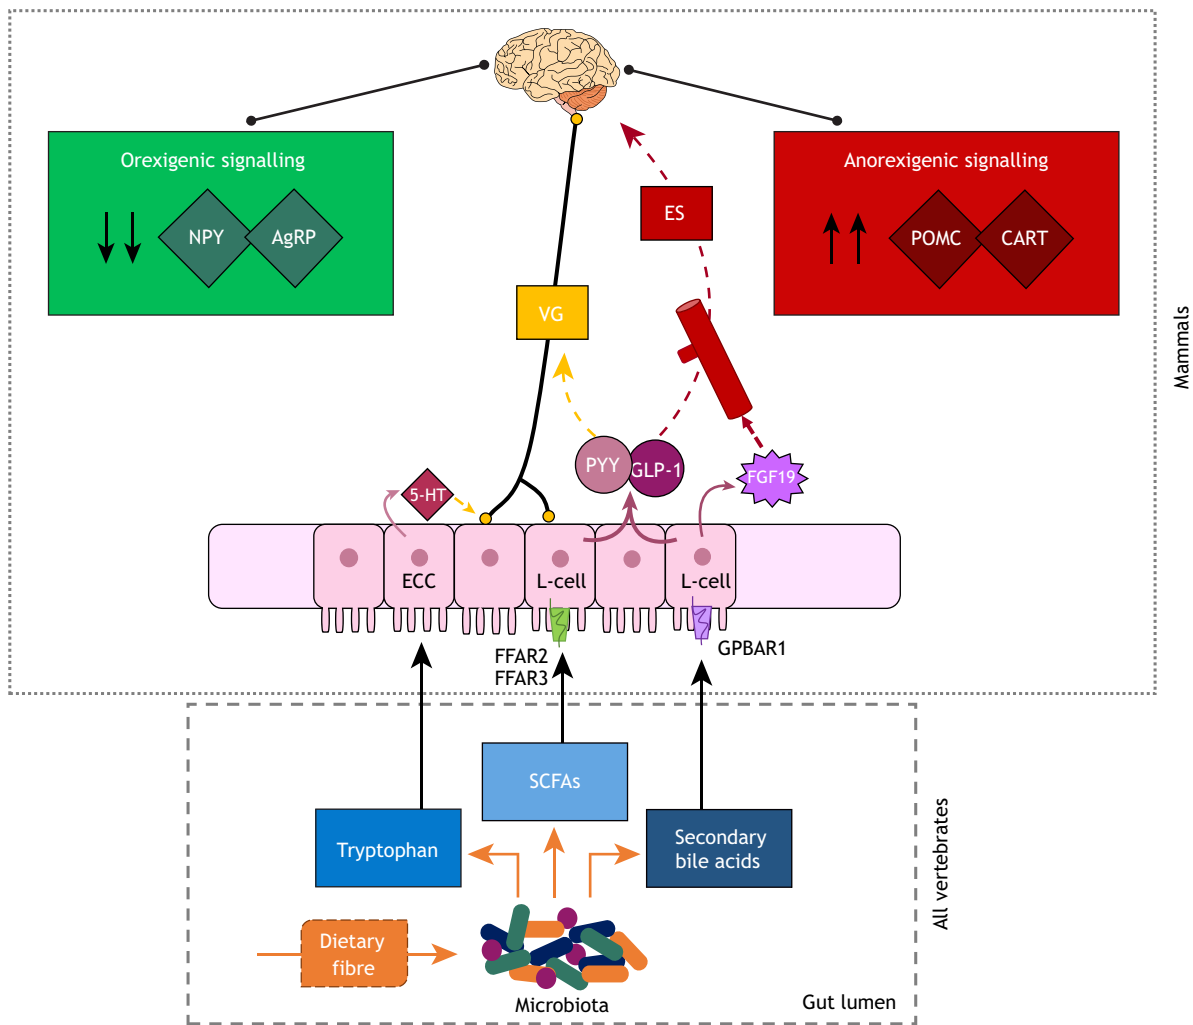 Orexigenic signalling
NPY
AgRP
Anorexigenic signalling
POMC
CART
ES
VG
Mammals
PYY
GLP-1
FGF19
5-HT
ECC
L-cell
L-cell
FFAR2
FFAR3
GPBAR1
SCFAs
Tryptophan
Secondary
bile acids
All vertebrates
Dietary
fibre
Microbiota
Gut lumen